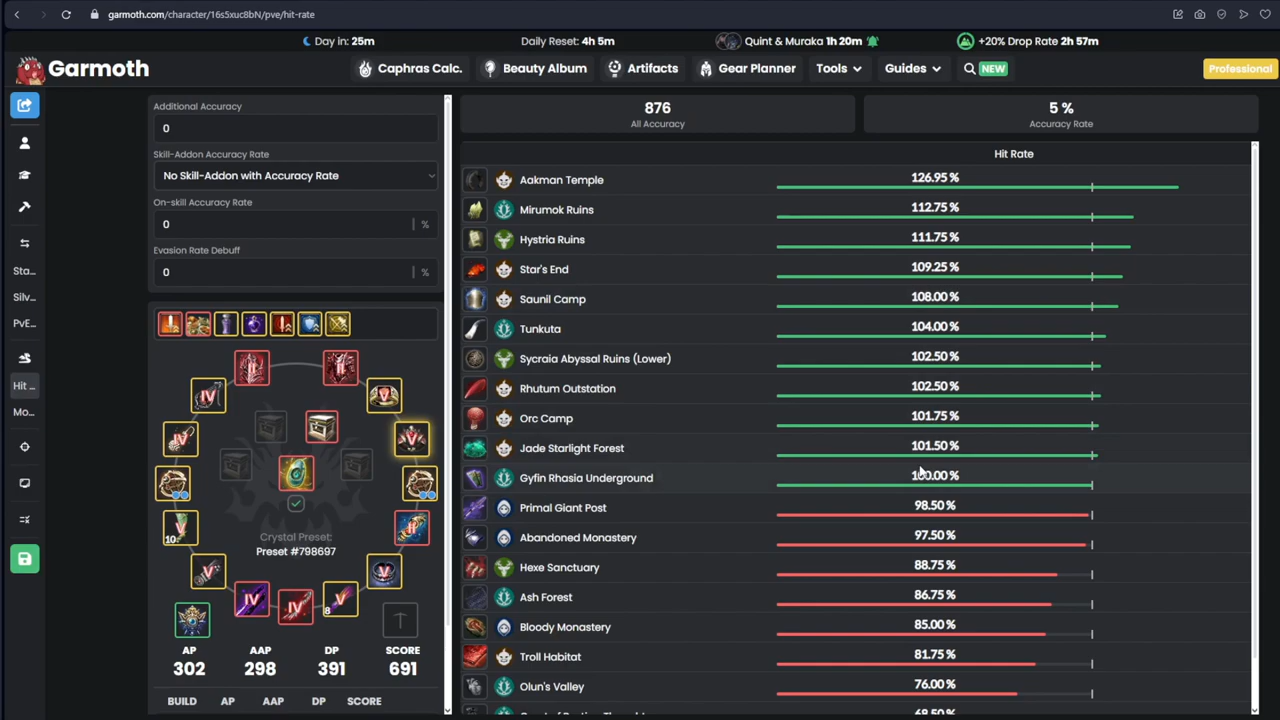 garmoth.com/character/16s5xuc8bN/pve/hit-rate
Day in: 25m
Daily Reset: 4h 5m
Quint & Muraka 1h 20m
+20% Drop Rate 2h 57m
Garmoth
Caphras Calc.
Beauty Album
Artifacts
Gear Planner
Tools
Guides
NEW
Professional
Additional Accuracy
0
Skill-Addon Accuracy Rate
No Skill-Addon with Accuracy Rate
On-skill Accuracy Rate
0 %
Evasion Rate Debuff
0 %
Sta...
Silv...
PvE...
Hit ...
Mo...
II
II
IV
V
IV
V
10
II
V
V
IV
IV
V
8
Crystal Preset:
Preset #798697
AP
302
AAP
298
DP
391
SCORE
691
BUILD AP AAP DP SCORE
876
All Accuracy
5 %
Accuracy Rate
Hit Rate
Aakman Temple 126.95 %
Mirumok Ruins 112.75 %
Hystria Ruins 111.75 %
Star's End 109.25 %
Saunil Camp 108.00 %
Tunkuta 104.00 %
Sycraia Abyssal Ruins (Lower) 102.50 %
Rhutum Outstation 102.50 %
Orc Camp 101.75 %
Jade Starlight Forest 101.50 %
Gyfin Rhasia Underground 100.00 %
Primal Giant Post 98.50 %
Abandoned Monastery 97.50 %
Hexe Sanctuary 88.75 %
Ash Forest 86.75 %
Bloody Monastery 85.00 %
Troll Habitat 81.75 %
Olun's Valley 76.00 %
68.50 %